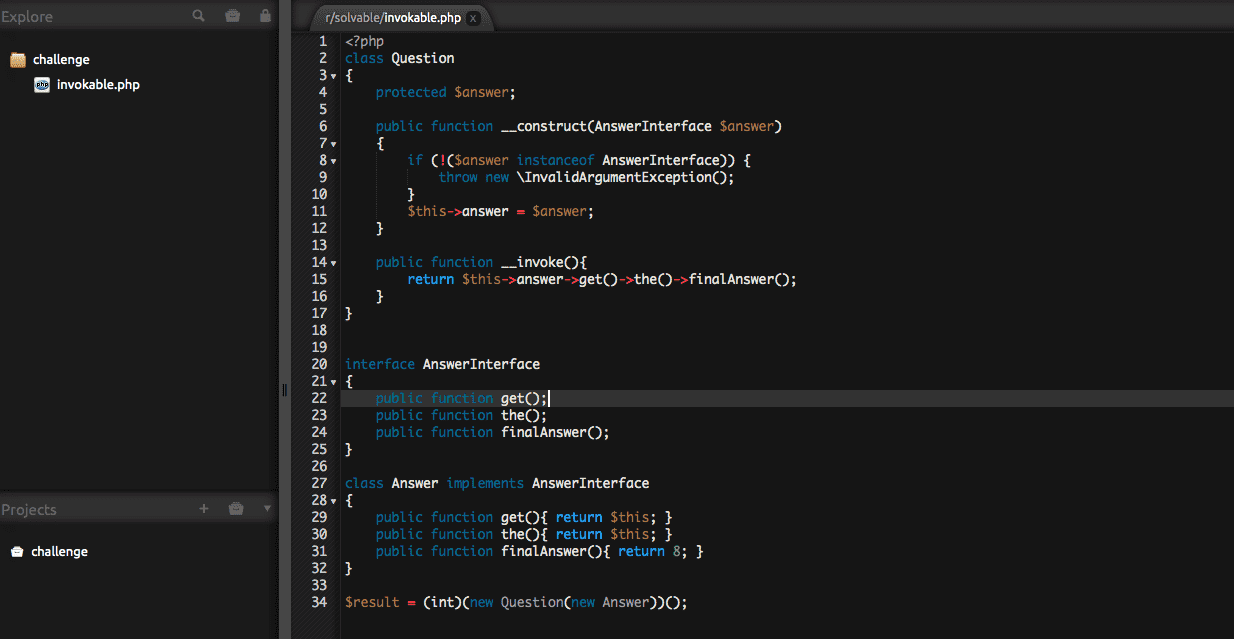 Explore
challenge
invokable.php
Projects
challenge
r/solvable/invokable.php x
1 <?php
2 class Question
3 {
4     protected $answer;
5
6     public function __construct(AnswerInterface $answer)
7     {
8         if (!($answer instanceof AnswerInterface)) {
9             throw new \InvalidArgumentException();
10         }
11         $this->answer = $answer;
12     }
13
14     public function __invoke(){
15         return $this->answer->get()->the()->finalAnswer();
16     }
17 }
18
19
20 interface AnswerInterface
21 {
22     public function get();
23     public function the();
24     public function finalAnswer();
25 }
26
27 class Answer implements AnswerInterface
28 {
29     public function get(){ return $this; }
30     public function the(){ return $this; }
31     public function finalAnswer(){ return 8; }
32 }
33
34 $result = (int)(new Question(new Answer))();